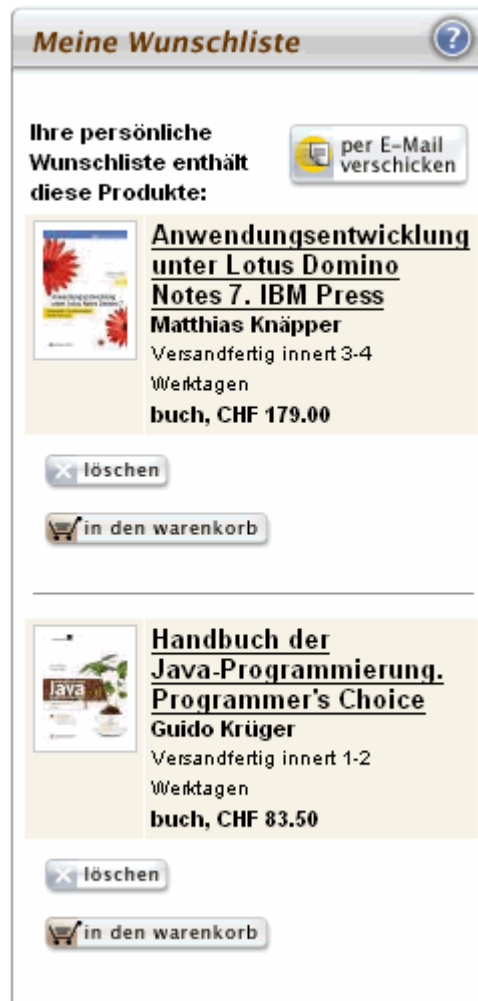 Meine Wunschliste
?
Ihre persönliche
Wunschliste enthält
diese Produkte:
per E-Mail
verschicken
Anwendungsentwicklung
unter Lotus Domino
Notes 7. IBM Press
Matthias Knäpper
Versandfertig innert 3-4
Werktagen
buch, CHF 179.00
löschen
in den warenkorb
Java
Handbuch der
Java-Programmierung.
Programmer's Choice
Guido Krüger
Versandfertig innert 1-2
Werktagen
buch, CHF 83.50
löschen
in den warenkorb